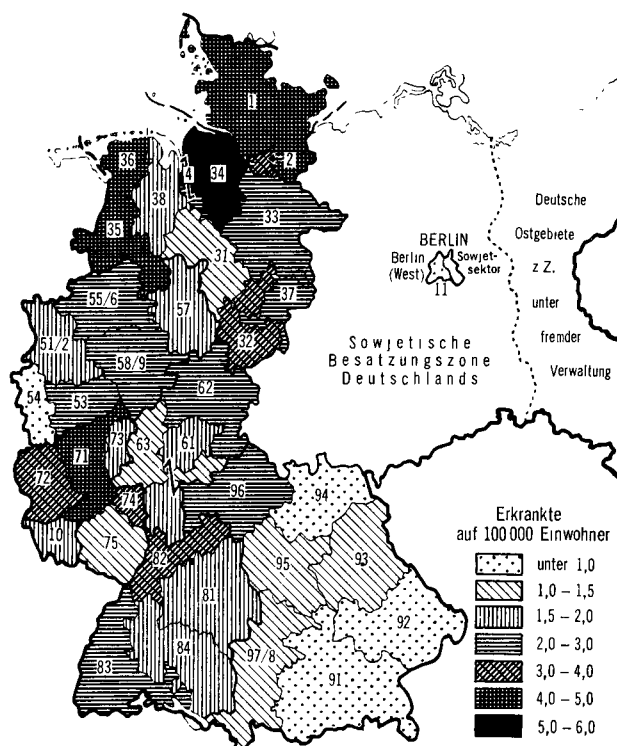 1
36
2
4
34
38
33
35
31
Deutsche
Ostgebiete
z Z.
unter
fremder
Verwaltung
BERLIN
Berlin
(West)
Sowjet-
sektor
11
55/6
37
57
32
51/2
58/9
Sowjetische
Besatzungszone
Deutschlands
54
53
62
73
63
61
71
72
74
96
94
10
75
82
95
93
81
92
84
83
97/8
91
Erkrankte
auf 100 000 Einwohner
unter 1,0
1,0 – 1,5
1,5 – 2,0
2,0 – 3,0
3,0 – 4,0
4,0 – 5,0
5,0 – 6,0